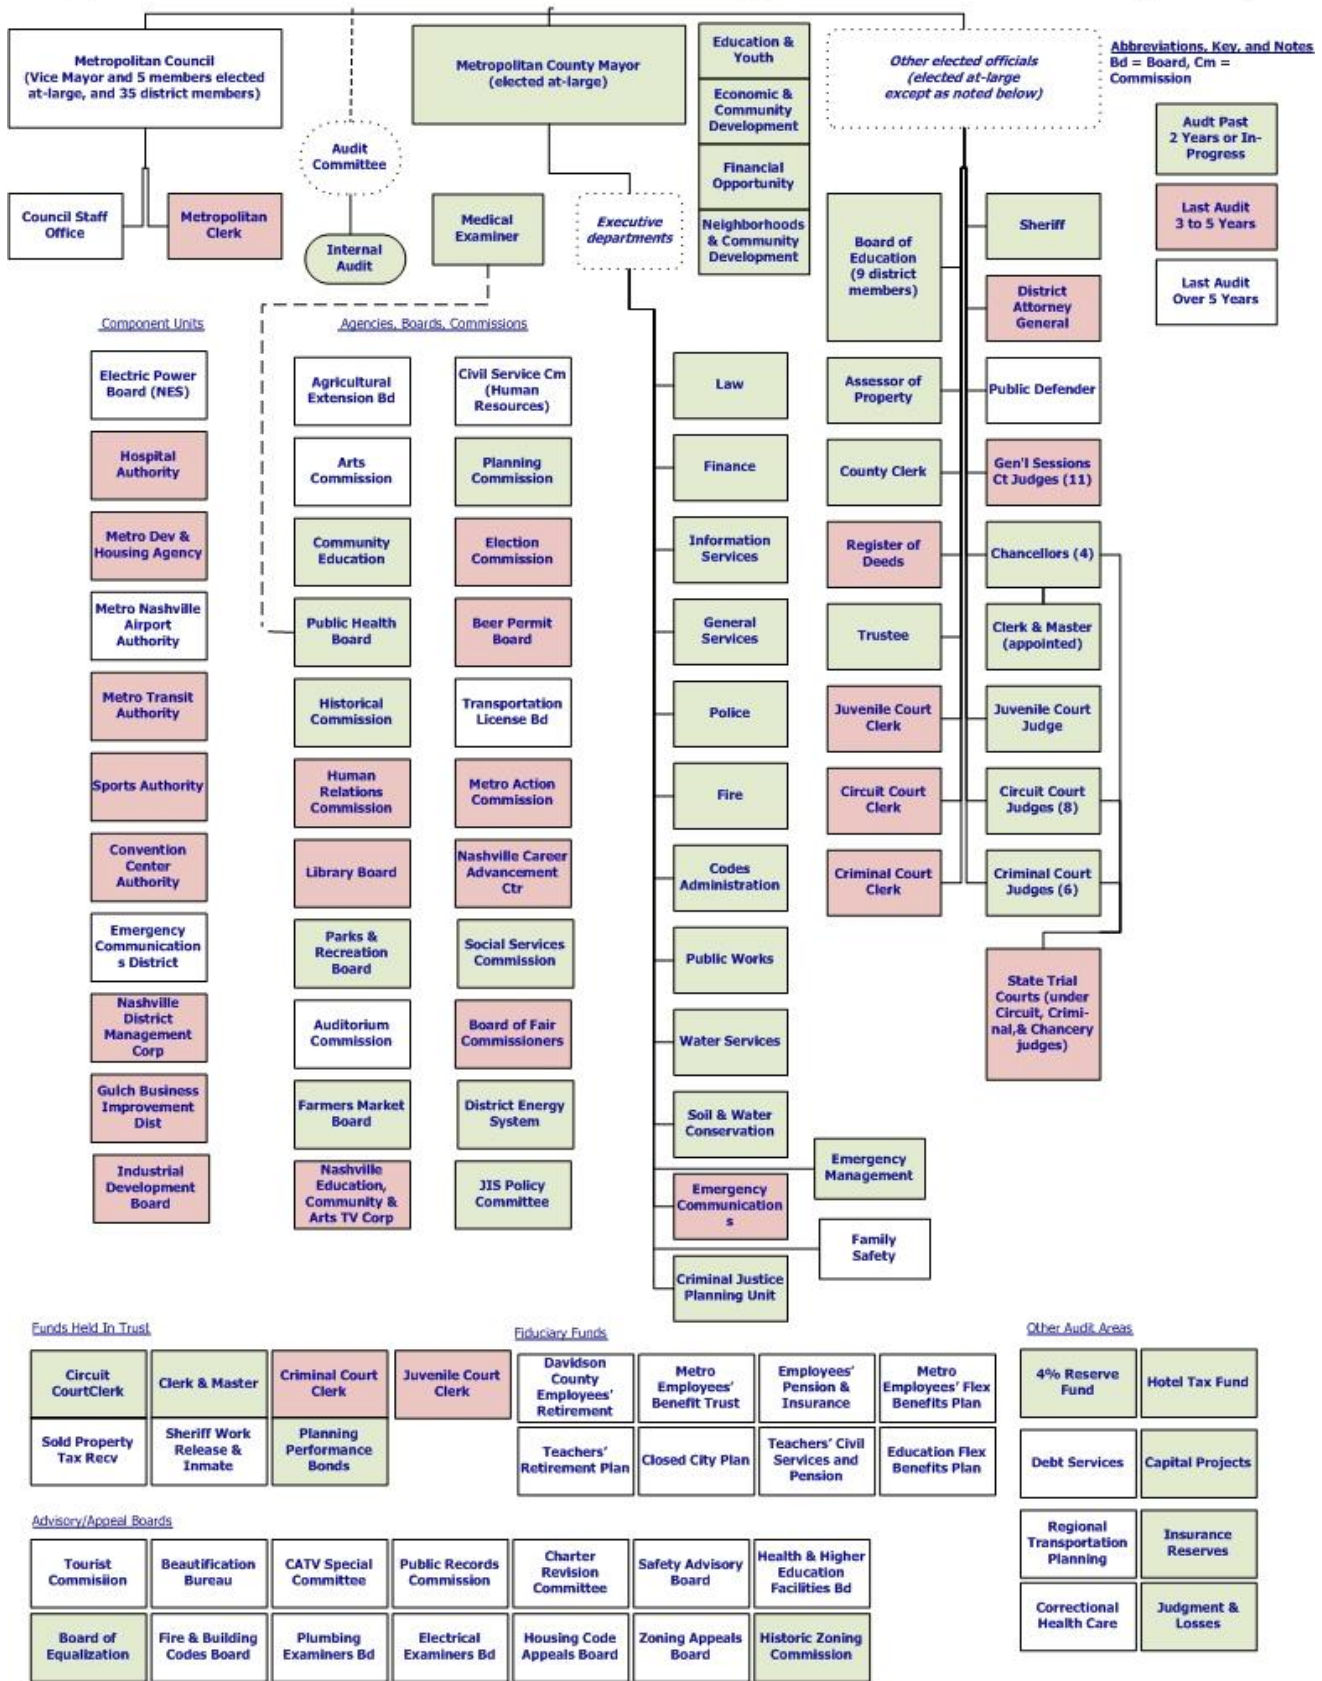 Metropolitan Council
(Vice Mayor and 5 members elected
at-large, and 35 district members)
Metropolitan County Mayor
(elected at-large)
Education &
Youth
Economic &
Community
Development
Financial
Opportunity
Neighborhoods
& Community
Development
Other elected officials
(elected at-large
except as noted below)
Abbreviations, Key, and Notes
Bd = Board, Cm =
Commission
Audt Past
2 Years or In-
Progress
Last Audit
3 to 5 Years
Last Audit
Over 5 Years
Audit
Committee
Internal
Audit
Council Staff
Office
Metropolitan
Clerk
Medical
Examiner
Executive
departments
Component Units
Electric Power
Board (NES)
Hospital
Authority
Metro Dev &
Housing Agency
Metro Nashville
Airport
Authority
Metro Transit
Authority
Sports Authority
Convention
Center
Authority
Emergency
Communication
s District
Nashville
District
Management
Corp
Gulch Business
Improvement
Dist
Industrial
Development
Board
Agencies, Boards, Commissions
Agricultural
Extension Bd
Arts
Commission
Community
Education
Public Health
Board
Historical
Commission
Human
Relations
Commission
Library Board
Parks &
Recreation
Board
Auditorium
Commission
Farmers Market
Board
Nashville
Education,
Community &
Arts TV Corp
Civil Service Cm
(Human
Resources)
Planning
Commission
Election
Commission
Beer Permit
Board
Transportation
License Bd
Metro Action
Commission
Nashville Career
Advancement
Ctr
Social Services
Commission
Board of Fair
Commissioners
District Energy
System
JIS Policy
Committee
Law
Finance
Information
Services
General
Services
Police
Fire
Codes
Administration
Public Works
Water Services
Soil & Water
Conservation
Emergency
Management
Emergency
Communication
s
Family
Safety
Criminal Justice
Planning Unit
Board of
Education
(9 district
members)
Assessor of
Property
County Clerk
Register of
Deeds
Trustee
Juvenile Court
Clerk
Circuit Court
Clerk
Criminal Court
Clerk
Sheriff
District
Attorney
General
Public Defender
Gen'l Sessions
Ct Judges (11)
Chancellors (4)
Clerk & Master
(appointed)
Juvenile Court
Judge
Circuit Court
Judges (8)
Criminal Court
Judges (6)
State Trial
Courts (under
Circuit, Crimi-
nal,& Chancery
judges)
Funds Held In Trust
Circuit
CourtClerk
Clerk & Master
Criminal Court
Clerk
Juvenile Court
Clerk
Sold Property
Tax Recv
Sheriff Work
Release &
Inmate
Planning
Performance
Bonds
Fiduciary Funds
Davidson
County
Employees'
Retirement
Metro
Employees'
Benefit Trust
Employees'
Pension &
Insurance
Metro
Employees' Flex
Benefits Plan
Teachers'
Retirement Plan
Closed City Plan
Teachers' Civil
Services and
Pension
Education Flex
Benefits Plan
Other Audit Areas
4% Reserve
Fund
Hotel Tax Fund
Debt Services
Capital Projects
Regional
Transportation
Planning
Insurance
Reserves
Correctional
Health Care
Judgment &
Losses
Advisory/Appeal Boards
Tourist
Commisiion
Beautification
Bureau
CATV Special
Committee
Public Records
Commission
Charter
Revision
Committee
Safety Advisory
Board
Health & Higher
Education
Facilities Bd
Board of
Equalization
Fire & Building
Codes Board
Plumbing
Examiners Bd
Electrical
Examiners Bd
Housing Code
Appeals Board
Zoning Appeals
Board
Historic Zoning
Commission